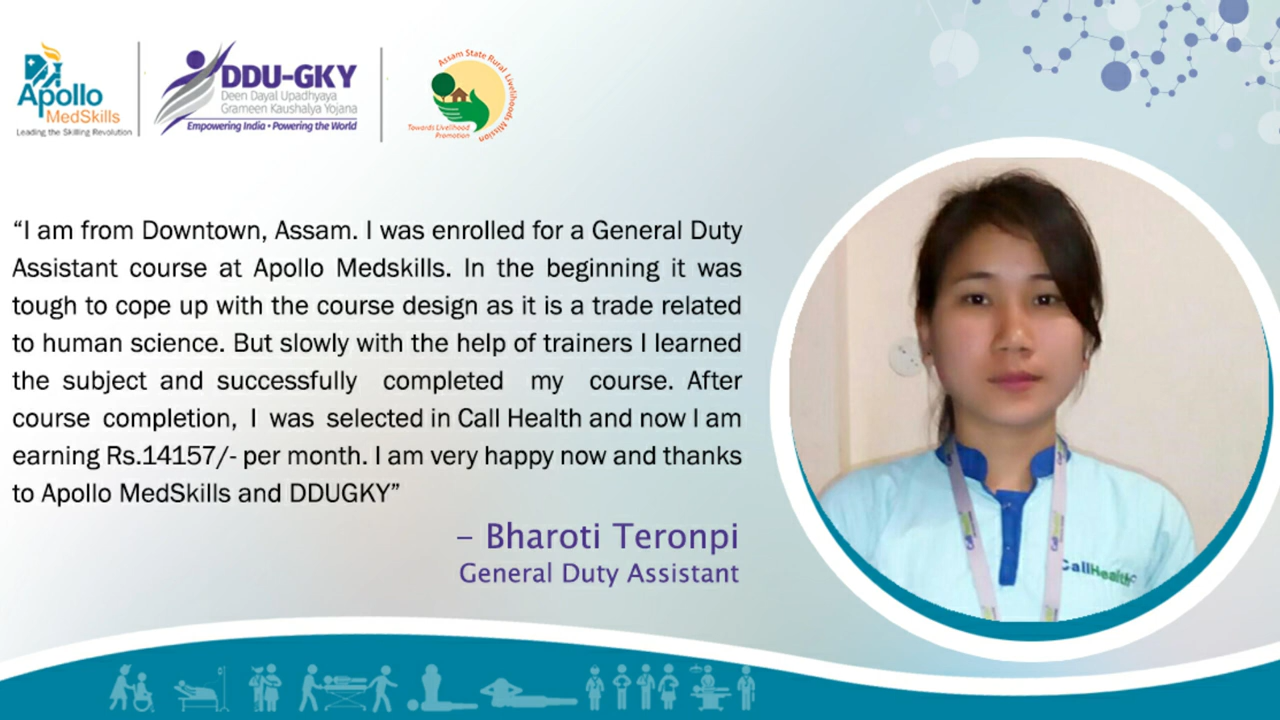 Apollo
MedSkills
Leading the Skilling Revolution
DDU-GKY
Deen Dayal Upadhyaya
Grameen Kaushalya Yojana
Empowering India • Powering the World
Assam State Rural Livelihoods Mission
Towards Livelihood
Promotion
“I am from Downtown, Assam. I was enrolled for a General Duty
Assistant course at Apollo Medskills. In the beginning it was
tough to cope up with the course design as it is a trade related
to human science. But slowly with the help of trainers I learned
the subject and successfully completed my course. After
course completion, I was selected in Call Health and now I am
earning Rs.14157/- per month. I am very happy now and thanks
to Apollo MedSkills and DDUGKY”
– Bharoti Teronpi
General Duty Assistant
CallHealth